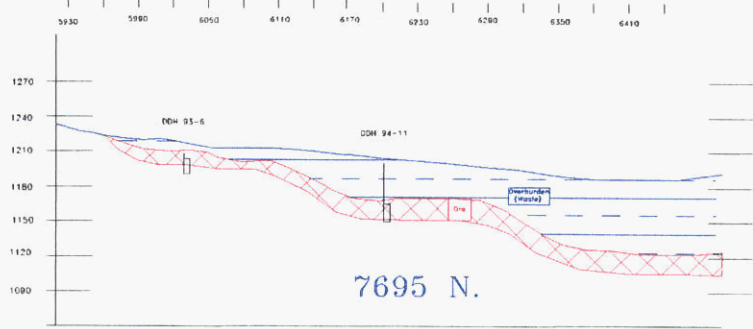 5930 5990 6050 6110 6170 6230 6290 6350 6410
1270
1240
DDH 93-6
DDH 94-11
1210
1180
Overburden
(Waste)
Ore
1150
1120
1090
7695 N.